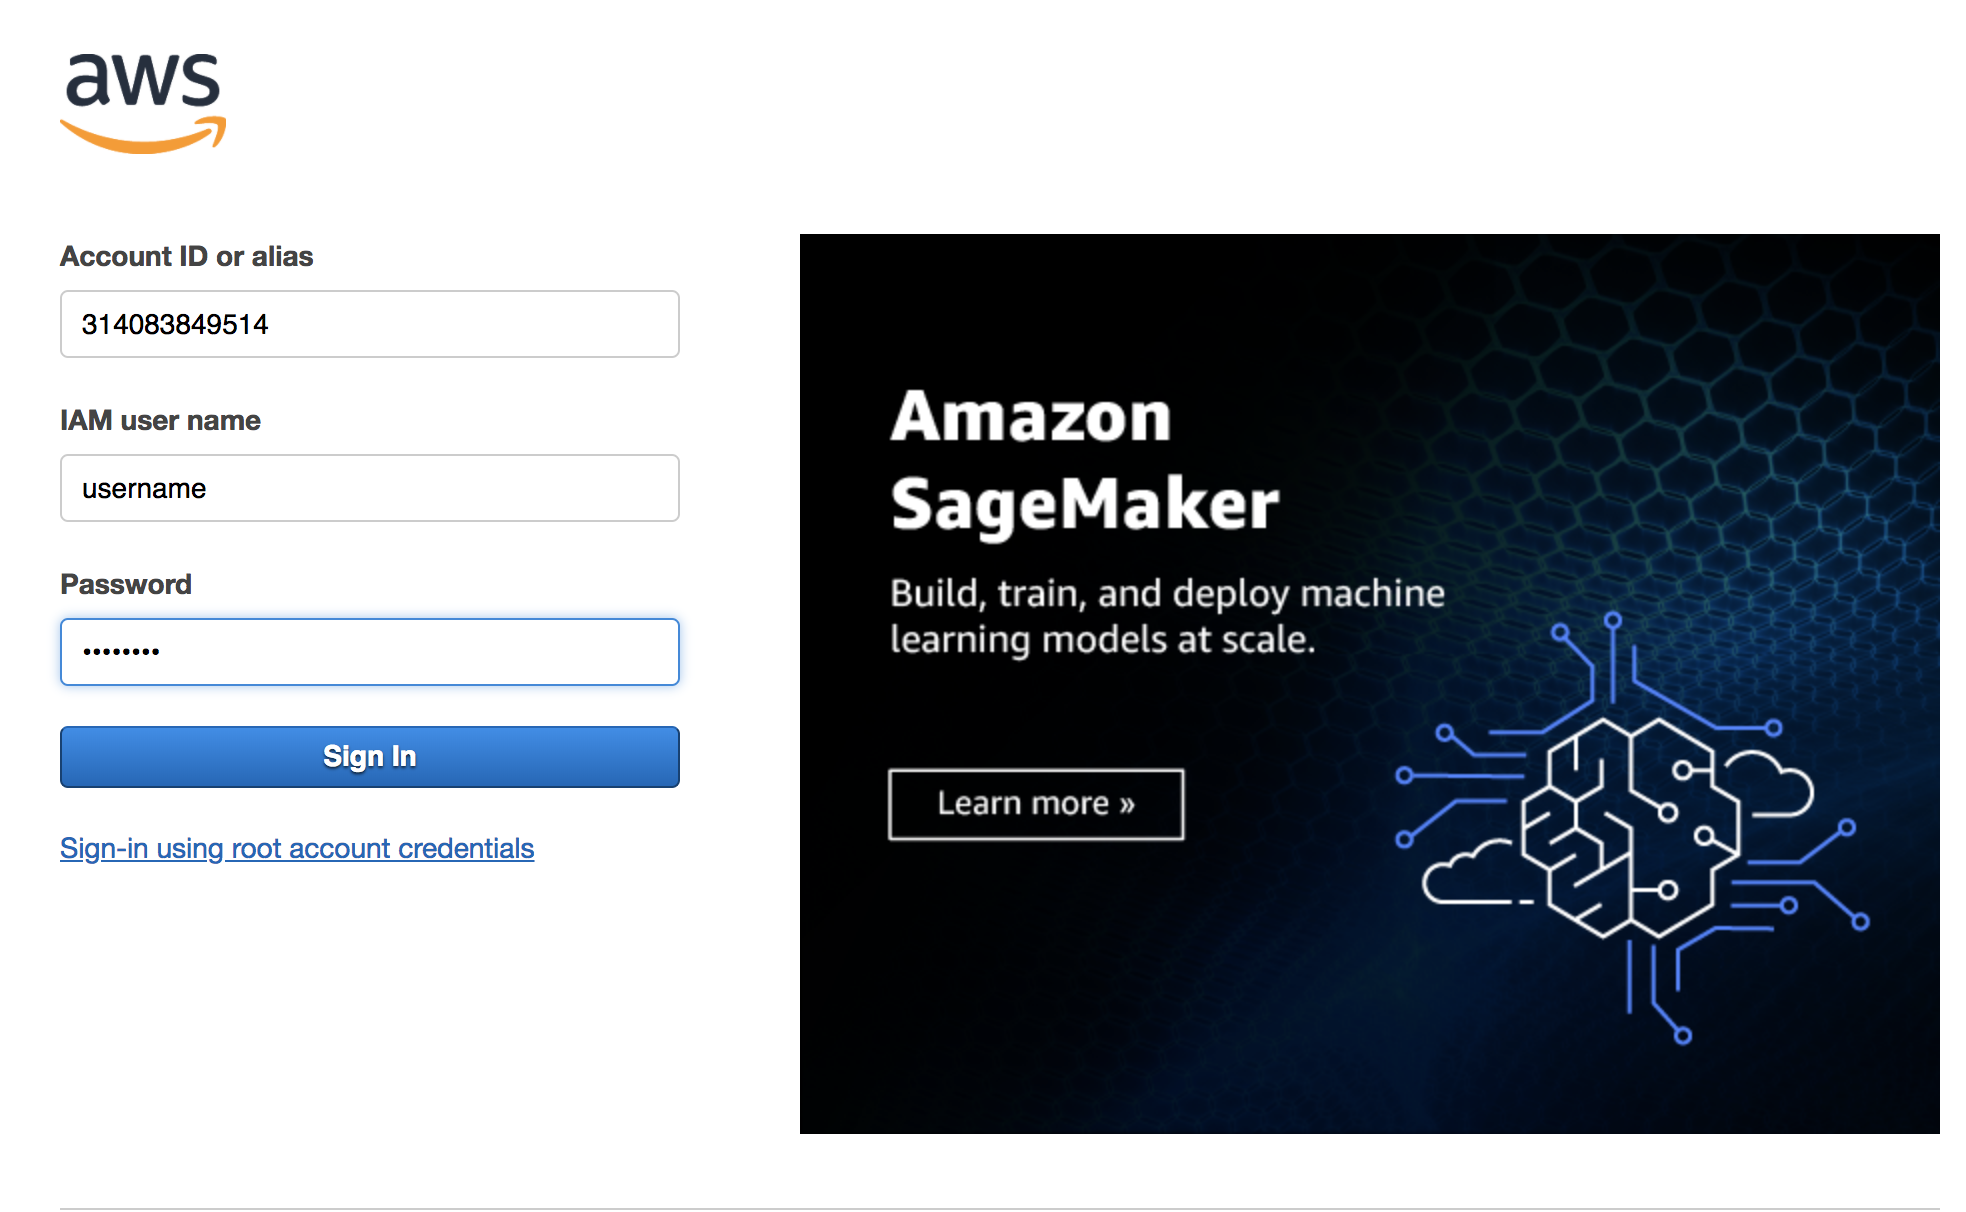 aws
Account ID or alias
314083849514
IAM user name
username
Password
••••••••
Sign In
Sign-in using root account credentials
Amazon
SageMaker
Build, train, and deploy machine
learning models at scale.
Learn more »